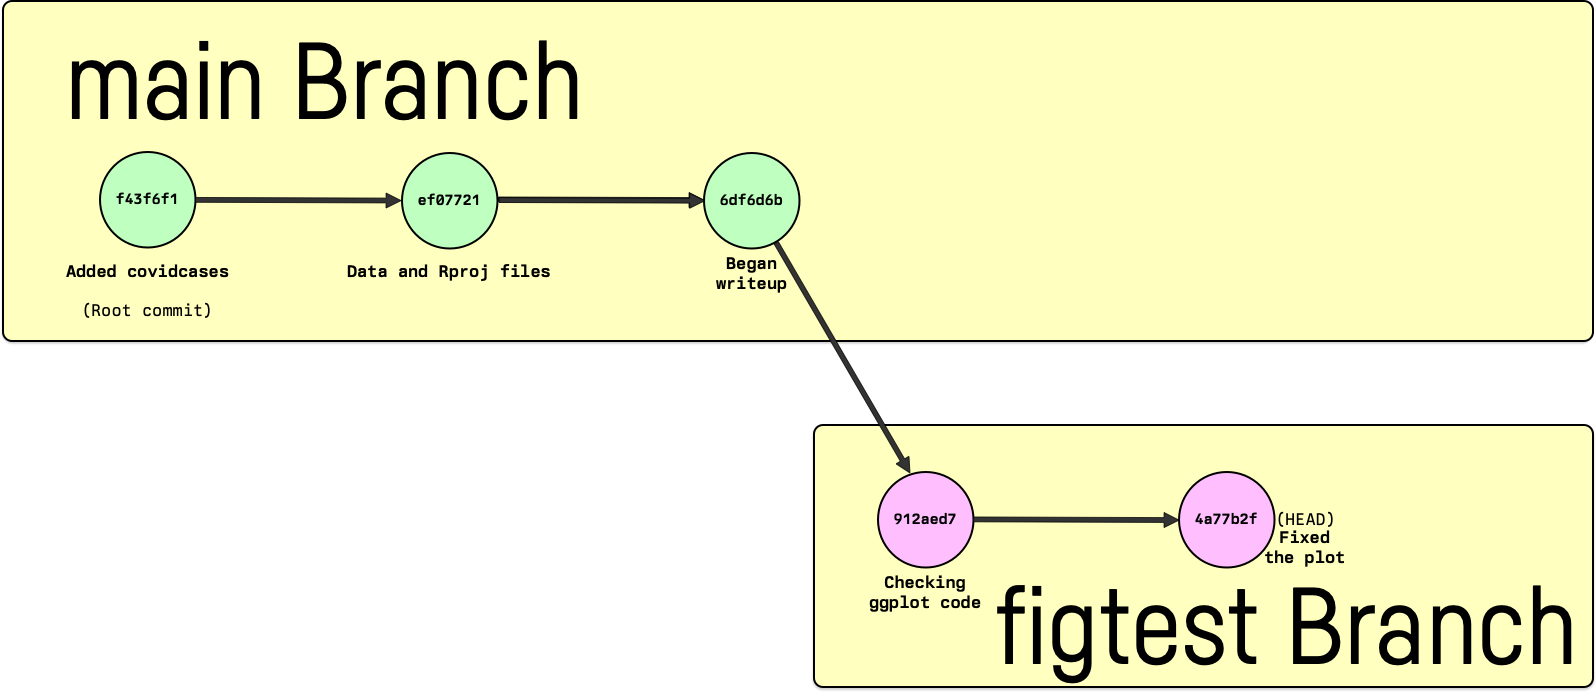 main Branch
f43f6f1
ef07721
6df6d6b
Added covidcases
(Root commit)
Data and Rproj files
Began
writeup
912aed7
4a77b2f
(HEAD)
Fixed
the plot
Checking
ggplot code
figtest Branch